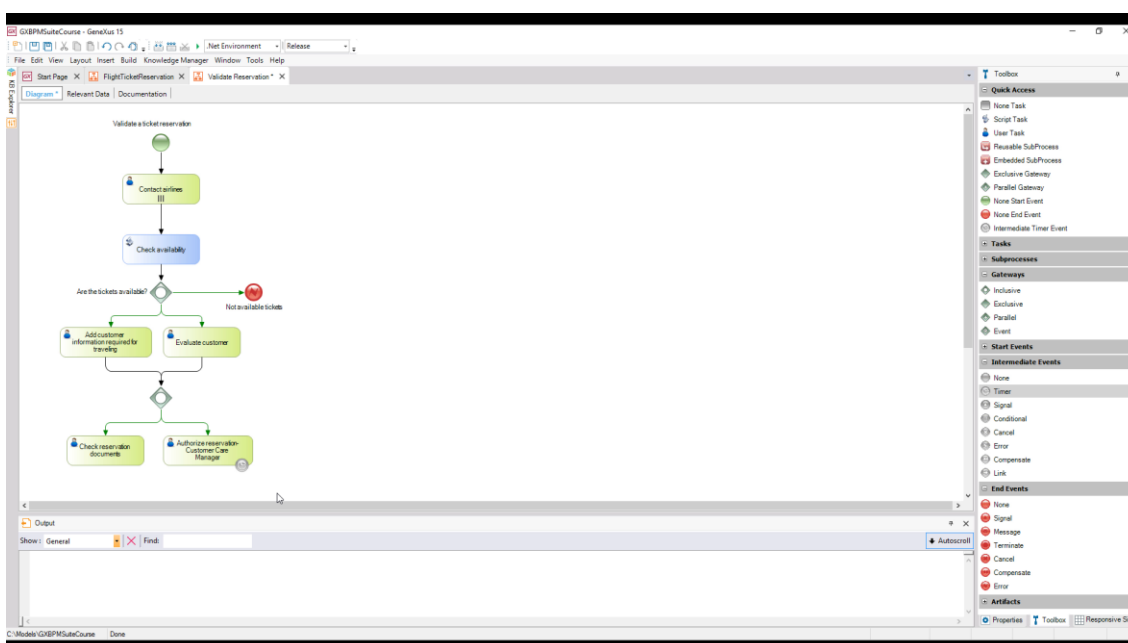 GXBPMSuiteCourse - GeneXus 15
.Net Environment
Release
File Edit View Layout Insert Build Knowledge Manager Window Tools Help
Start Page
FlightTicketReservation
Validate Reservation *
Diagram *
Relevant Data
Documentation
KB Explorer
Validate a ticket reservation
Contact airlines
Check availability
Are the tickets available?
Not available tickets
Add customer
information required for
traveling
Evaluate customer
Check reservation
documents
Authorize reservation-
Customer Care
Manager
Output
Show: General
Find:
Autoscroll
C:\Models\GXBPMSuiteCourse Done
Toolbox
Quick Access
None Task
Script Task
User Task
Reusable SubProcess
Embedded SubProcess
Exclusive Gateway
Parallel Gateway
None Start Event
None End Event
Intermediate Timer Event
Tasks
Subprocesses
Gateways
Inclusive
Exclusive
Parallel
Event
Start Events
Intermediate Events
None
Timer
Signal
Conditional
Cancel
Error
Compensate
Link
End Events
None
Signal
Message
Terminate
Cancel
Compensate
Error
Artifacts
Properties
Toolbox
Responsive Si